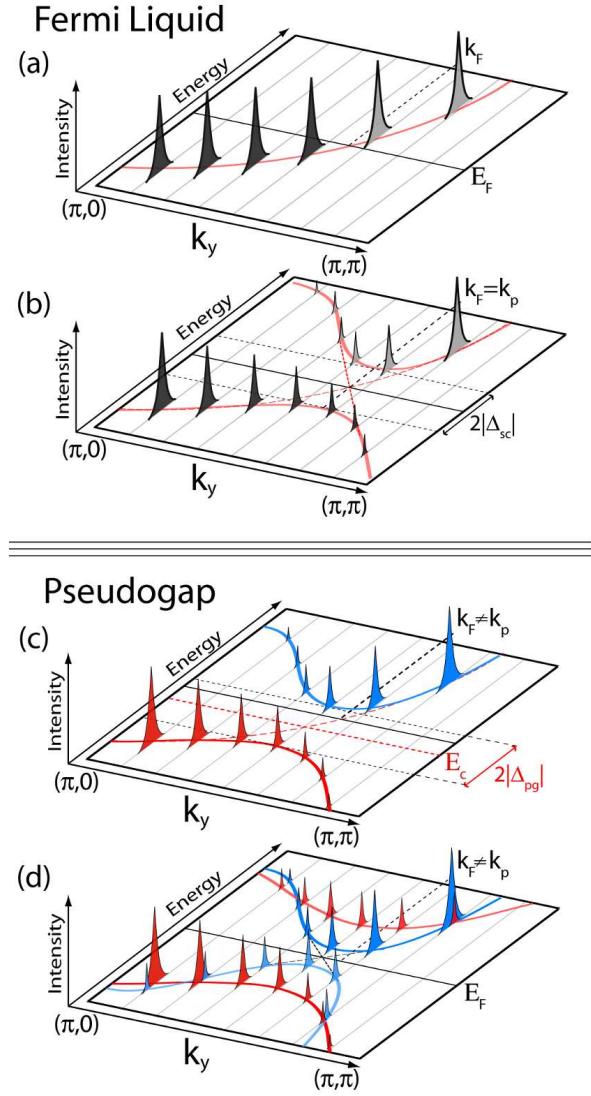 Fermi Liquid
(a)
Energy
k_F
Intensity
E_F
(π,0)
k_y
(π,π)
(b)
Energy
k_F=k_p
Intensity
2|Δ_sc|
(π,0)
k_y
(π,π)
Pseudogap
(c)
Energy
k_F≠k_p
Intensity
E_c
2|Δ_pg|
(π,0)
k_y
(π,π)
(d)
Energy
k_F≠k_p
Intensity
E_F
(π,0)
k_y
(π,π)